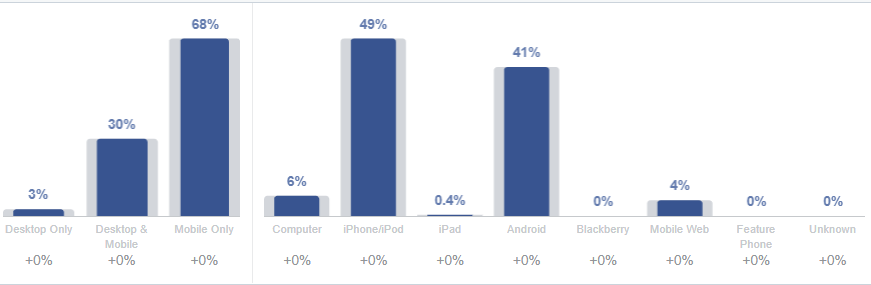 68%
49%
41%
30%
3%
6%
0.4%
0%
4%
0%
0%
Desktop Only
Desktop &
Mobile
Mobile Only
Computer
iPhone/iPod
iPad
Android
Blackberry
Mobile Web
Feature
Phone
Unknown
+0%
+0%
+0%
+0%
+0%
+0%
+0%
+0%
+0%
+0%
+0%